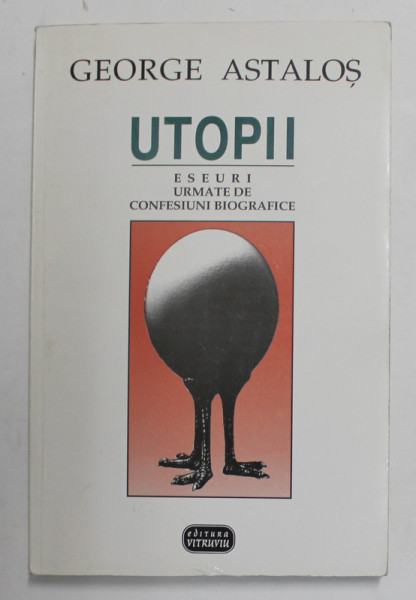 GEORGE ASTALOȘ
UTOPII
ESEURI
URMATE DE
CONFESIUNI BIOGRAFICE
editura
VITRUVIU